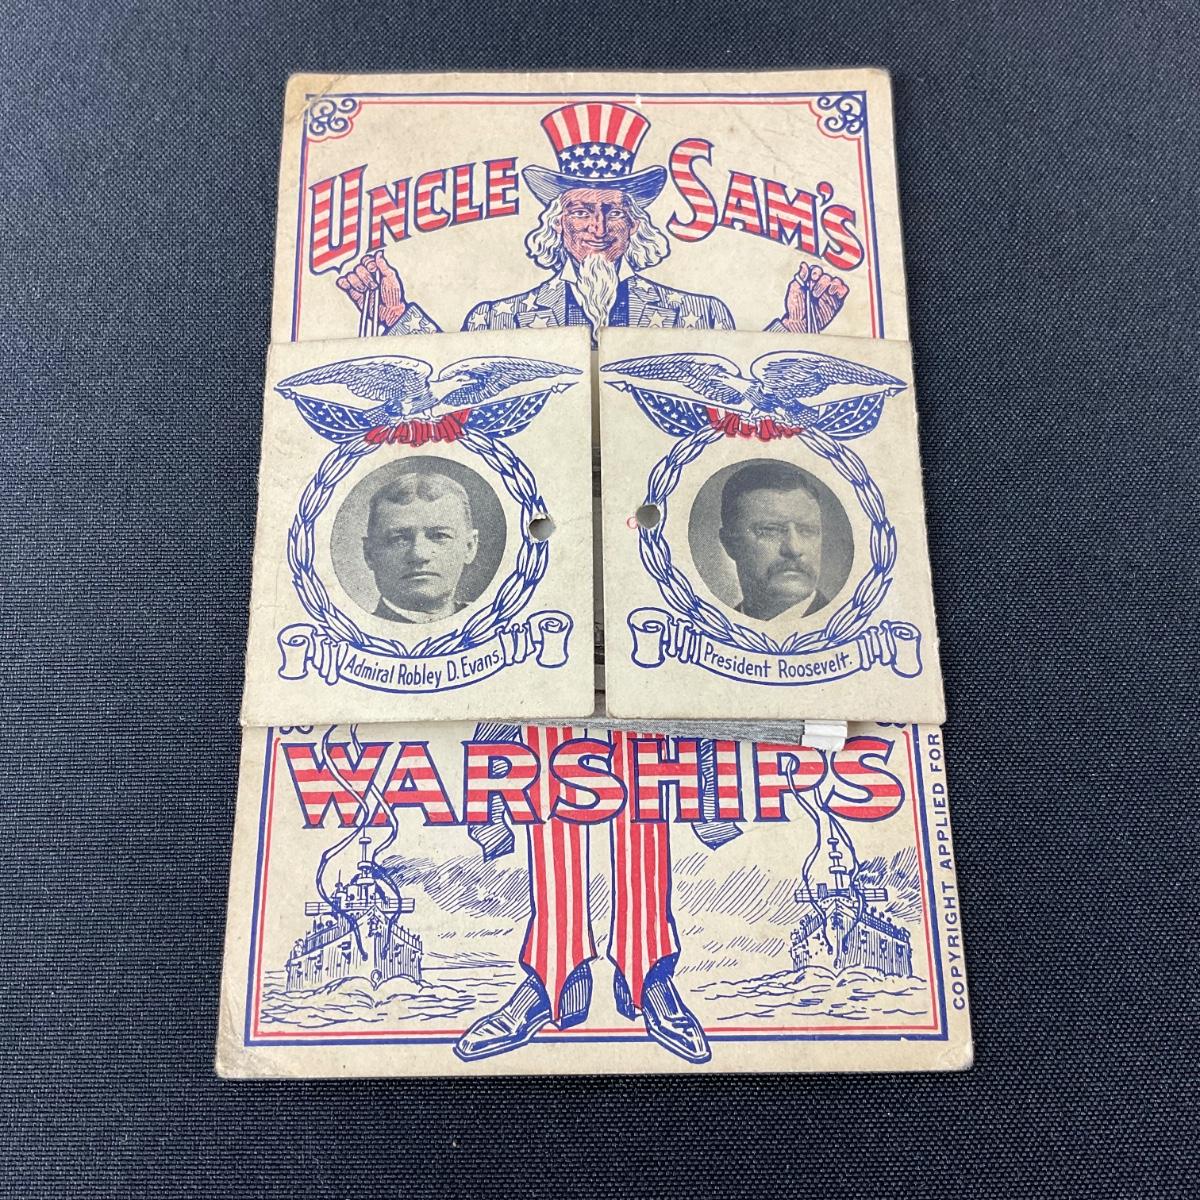 UNCLE SAM'S
Admiral Robley D. Evans.
President Roosevelt.
WARSHIPS
COPYRIGHT APPLIED FOR